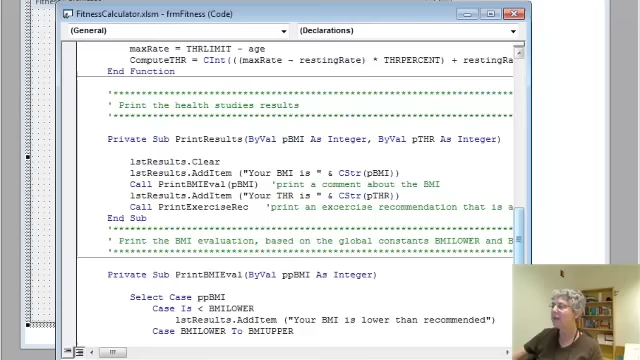 FitnessCalculator.xlsm - frmFitness (Code)
(General)
(Declarations)
maxRate = THRLIMIT - age
ComputeTHR = CInt(((maxRate - restingRate) * THRPERCENT) + restingRa
End Function
'************************************************************************
' Print the health studies results
'************************************************************************
Private Sub PrintResults(ByVal pBMI As Integer, ByVal pTHR As Integer)
lstResults.Clear
lstResults.AddItem ("Your BMI is " & CStr(pBMI))
Call PrintBMIEval(pBMI) 'print a comment about the BMI
lstResults.AddItem ("Your THR is " & CStr(pTHR))
Call PrintExerciseRec 'print an excercise recommendation that is a
End Sub
'************************************************************************
' Print the BMI evaluation, based on the global constants BMILOWER and B
'************************************************************************
Private Sub PrintBMIEval(ByVal ppBMI As Integer)
Select Case ppBMI
Case Is < BMILOWER
lstResults.AddItem ("Your BMI is lower than recommended")
Case BMILOWER To BMIUPPER